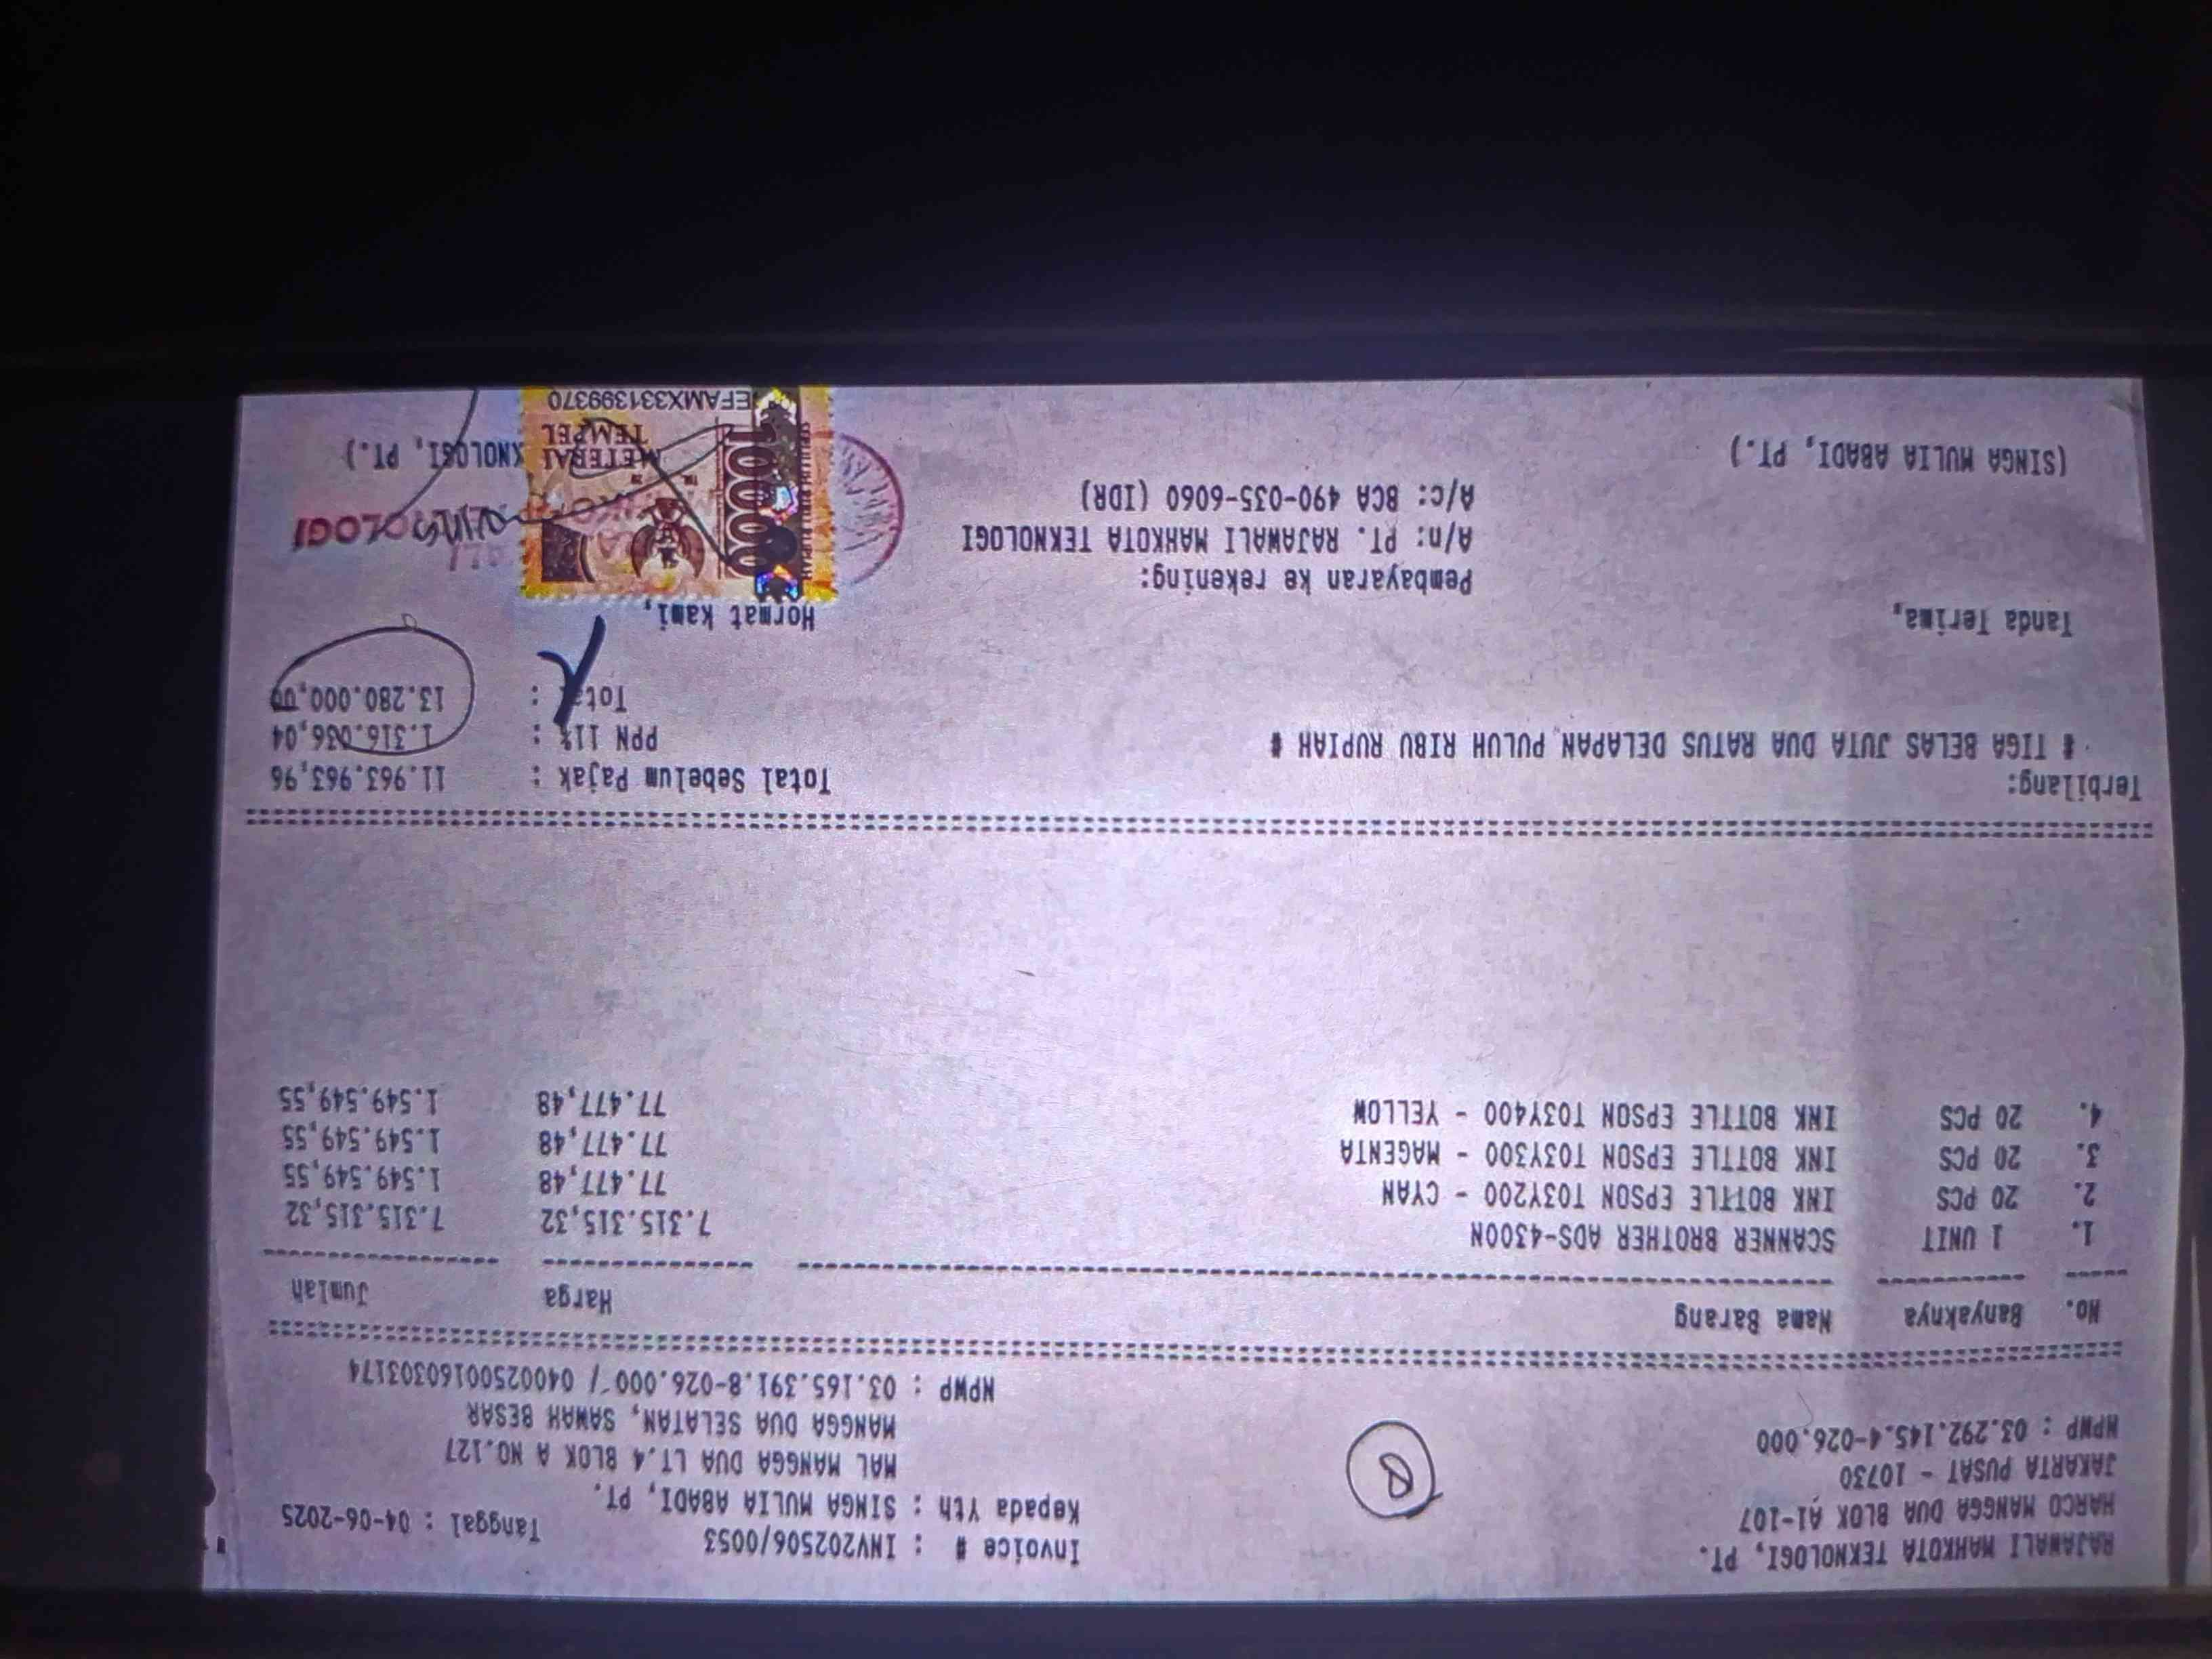 RAJAWALI MAHKOTA TEKNOLOGI, PT.
HARCO MANGGA DUA BLOK A1-107
JAKARTA PUSAT - 10730
NPWP : 03.292.145.4-026.000
Invoice # : INV202506/0053 Tanggal : 04-06-2025
Kepada Yth : SINGA MULIA ABADI, PT.
MAL MANGGA DUA LT.4 BLOK A NO.127
MANGGA DUA SELATAN, SAWAH BESAR
NPWP : 03.165.391.8-026.000 / 04002500160303174
No. Banyaknya Nama Barang Harga Jumlah
1. 1 UNIT SCANNER BROTHER ADS-4300N 7.315.315,32 7.315.315,32
2. 20 PCS INK BOTTLE EPSON T03Y200 - CYAN 77.477,48 1.549.549,55
3. 20 PCS INK BOTTLE EPSON T03Y300 - MAGENTA 77.477,48 1.549.549,55
4. 20 PCS INK BOTTLE EPSON T03Y400 - YELLOW 77.477,48 1.549.549,55
Terbilang: Total Sebelum Pajak : 11.963.963,96
# TIGA BELAS JUTA DUA RATUS DELAPAN PULUH RIBU RUPIAH # PPN 11% : 1.316.036,04
Total : 13.280.000,00
Tanda Terima,
Hormat kami,
Pembayaran ke rekening:
A/n: PT. RAJAWALI MAHKOTA TEKNOLOGI
A/c: BCA 490-035-6060 (IDR)
(SINGA MULIA ABADI, PT.)
KNOLOGI, PT.)
SEPULUH RIBU RUPIAH
10000
METERAI
TEMPEL
EFAMX331399370